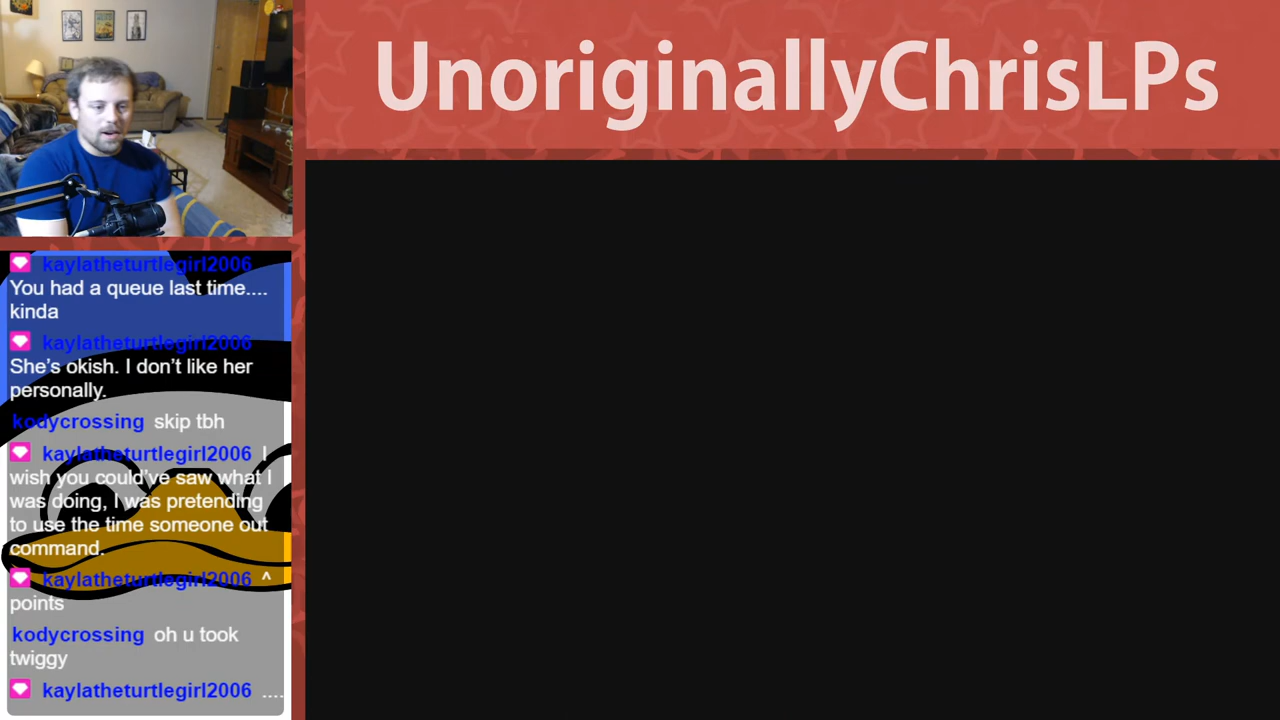 UnoriginallyChrisLPs
kaylatheturtlegirl2006
You had a queue last time....
kinda
kaylatheturtlegirl2006
She's okish. I don't like her
personally.
kodycrossing skip tbh
kaylatheturtlegirl2006 I
wish you could've saw what I
was doing, I was pretending
to use the time someone out
command.
kaylatheturtlegirl2006 ^
points
kodycrossing oh u took
twiggy
kaylatheturtlegirl2006 ....